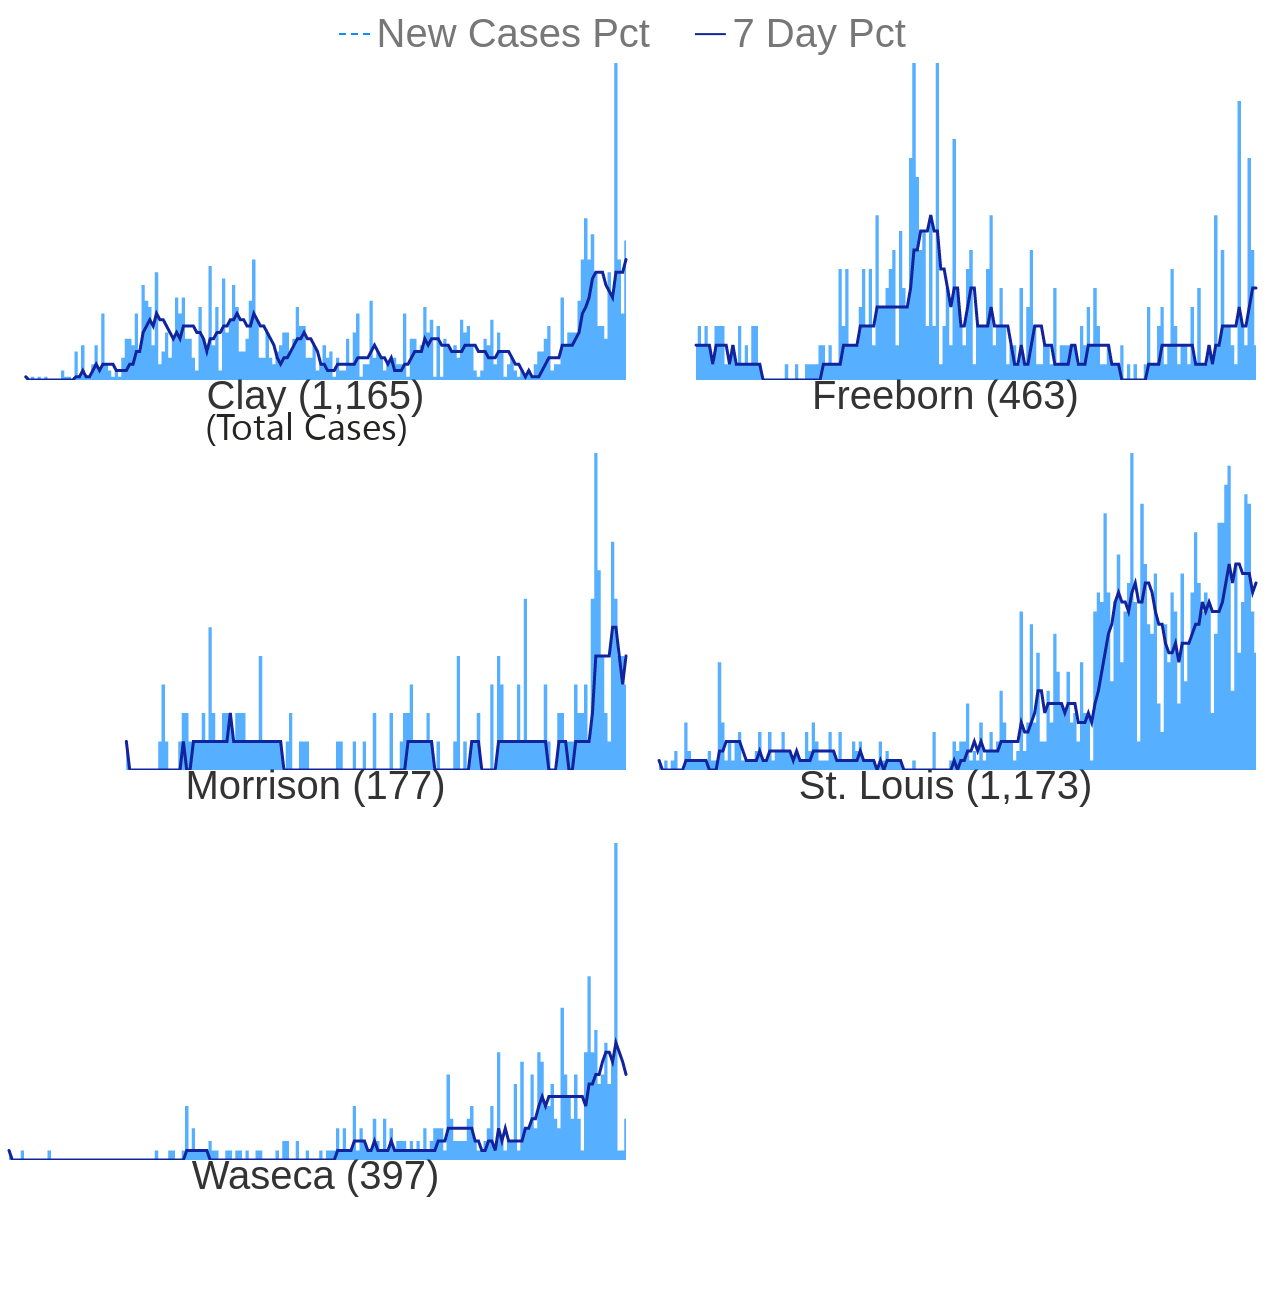 New Cases Pct 7 Day Pct
Clay (1,165)
(Total Cases)
Freeborn (463)
Morrison (177)
St. Louis (1,173)
Waseca (397)